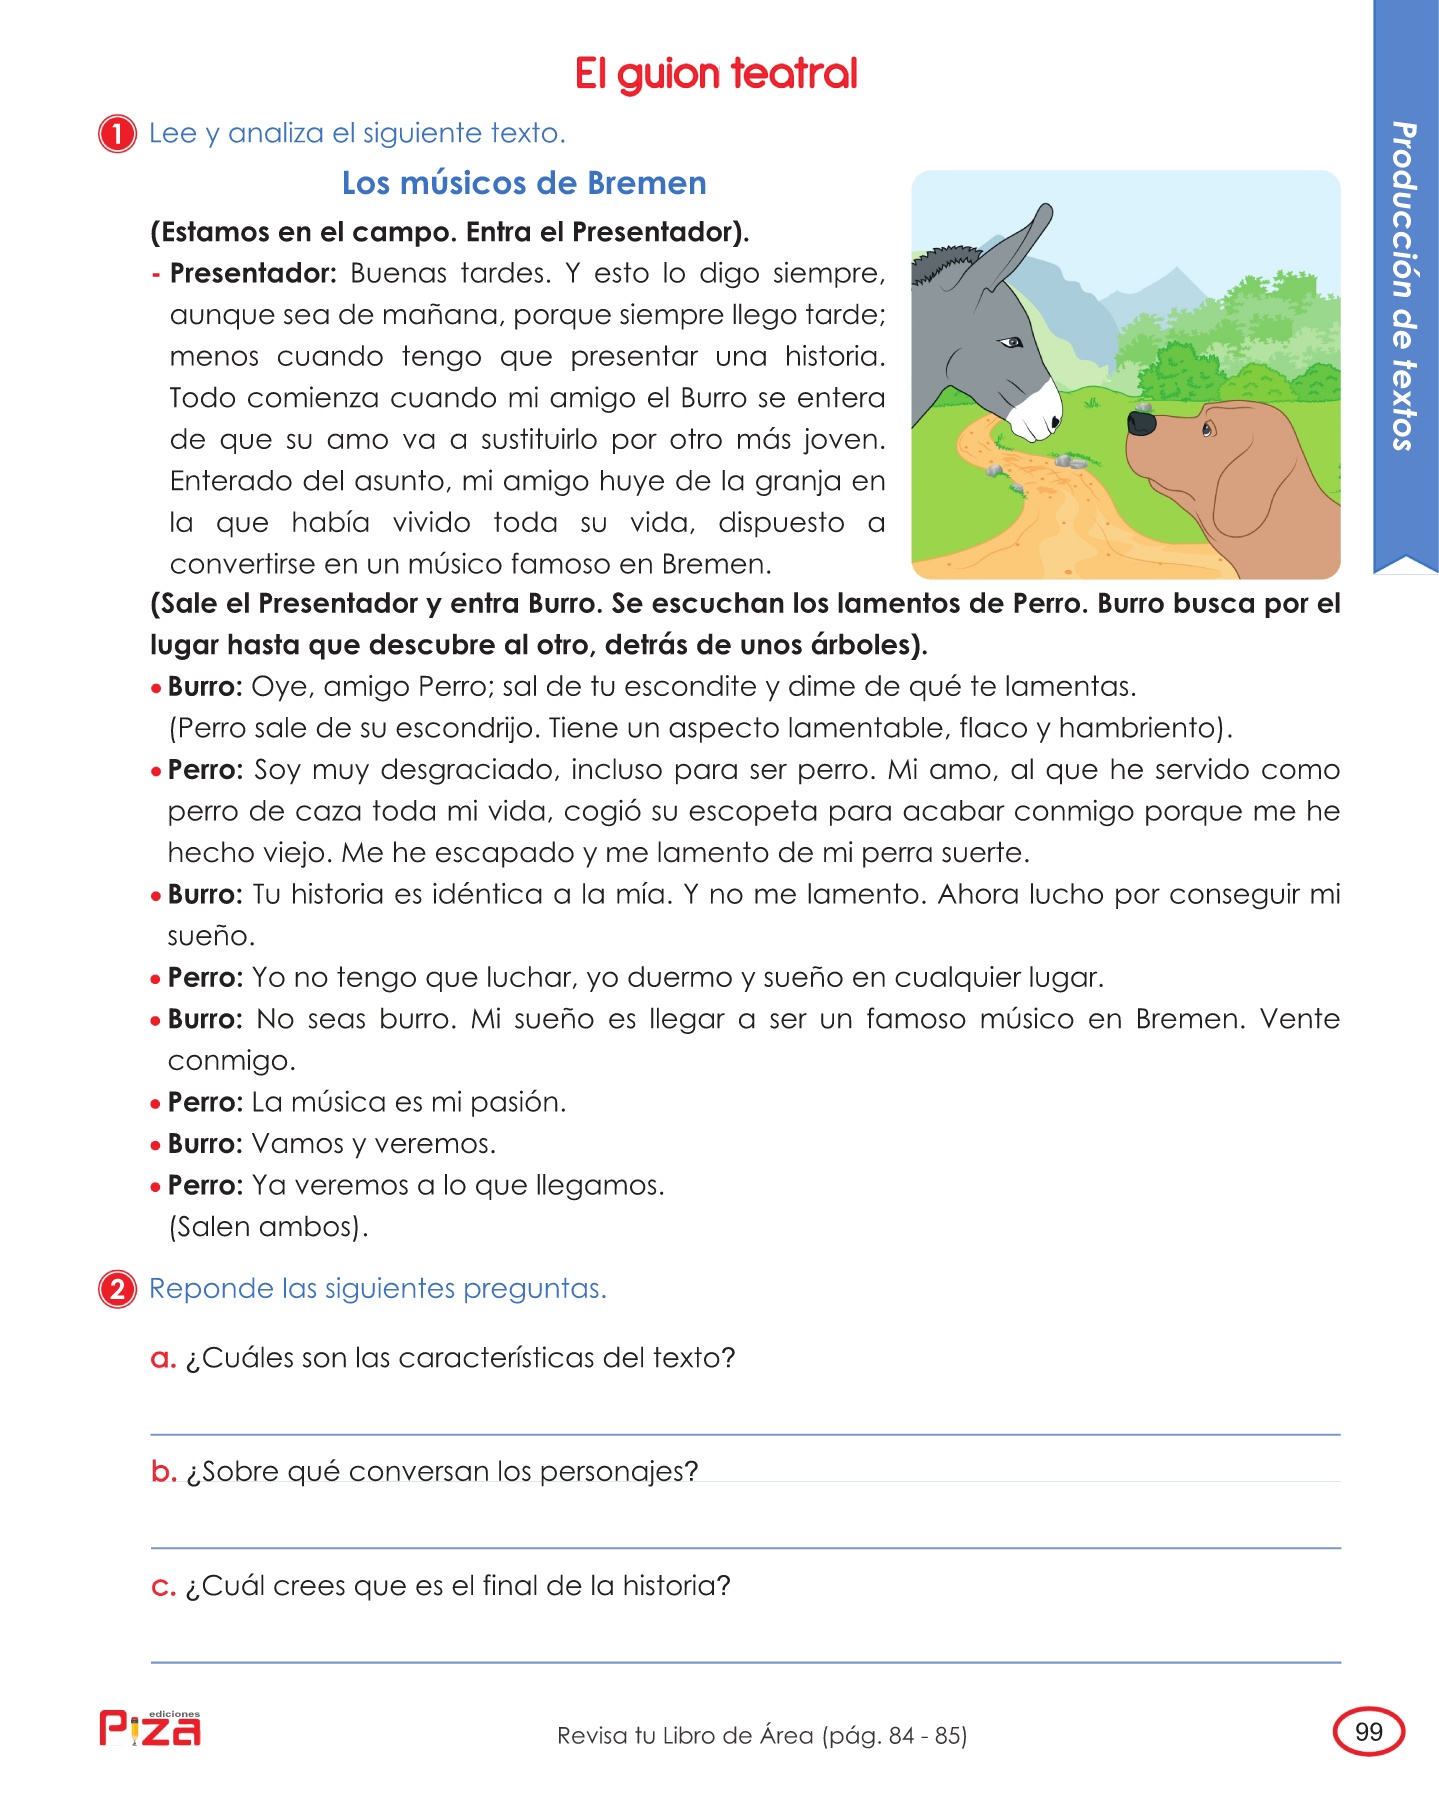 El guion teatral
Producción de textos
1 Lee y analiza el siguiente texto.
Los músicos de Bremen
(Estamos en el campo. Entra el Presentador).
- Presentador: Buenas tardes. Y esto lo digo siempre,
aunque sea de mañana, porque siempre llego tarde;
menos cuando tengo que presentar una historia.
Todo comienza cuando mi amigo el Burro se entera
de que su amo va a sustituirlo por otro más joven.
Enterado del asunto, mi amigo huye de la granja en
la que había vivido toda su vida, dispuesto a
convertirse en un músico famoso en Bremen.
(Sale el Presentador y entra Burro. Se escuchan los lamentos de Perro. Burro busca por el
lugar hasta que descubre al otro, detrás de unos árboles).
• Burro: Oye, amigo Perro; sal de tu escondite y dime de qué te lamentas.
(Perro sale de su escondrijo. Tiene un aspecto lamentable, flaco y hambriento).
• Perro: Soy muy desgraciado, incluso para ser perro. Mi amo, al que he servido como
perro de caza toda mi vida, cogió su escopeta para acabar conmigo porque me he
hecho viejo. Me he escapado y me lamento de mi perra suerte.
• Burro: Tu historia es idéntica a la mía. Y no me lamento. Ahora lucho por conseguir mi
sueño.
• Perro: Yo no tengo que luchar, yo duermo y sueño en cualquier lugar.
• Burro: No seas burro. Mi sueño es llegar a ser un famoso músico en Bremen. Vente
conmigo.
• Perro: La música es mi pasión.
• Burro: Vamos y veremos.
• Perro: Ya veremos a lo que llegamos.
(Salen ambos).
2 Reponde las siguientes preguntas.
a. ¿Cuáles son las características del texto?
b. ¿Sobre qué conversan los personajes?
c. ¿Cuál crees que es el final de la historia?
ediciones
Piza
Revisa tu Libro de Área (pág. 84 - 85)
99